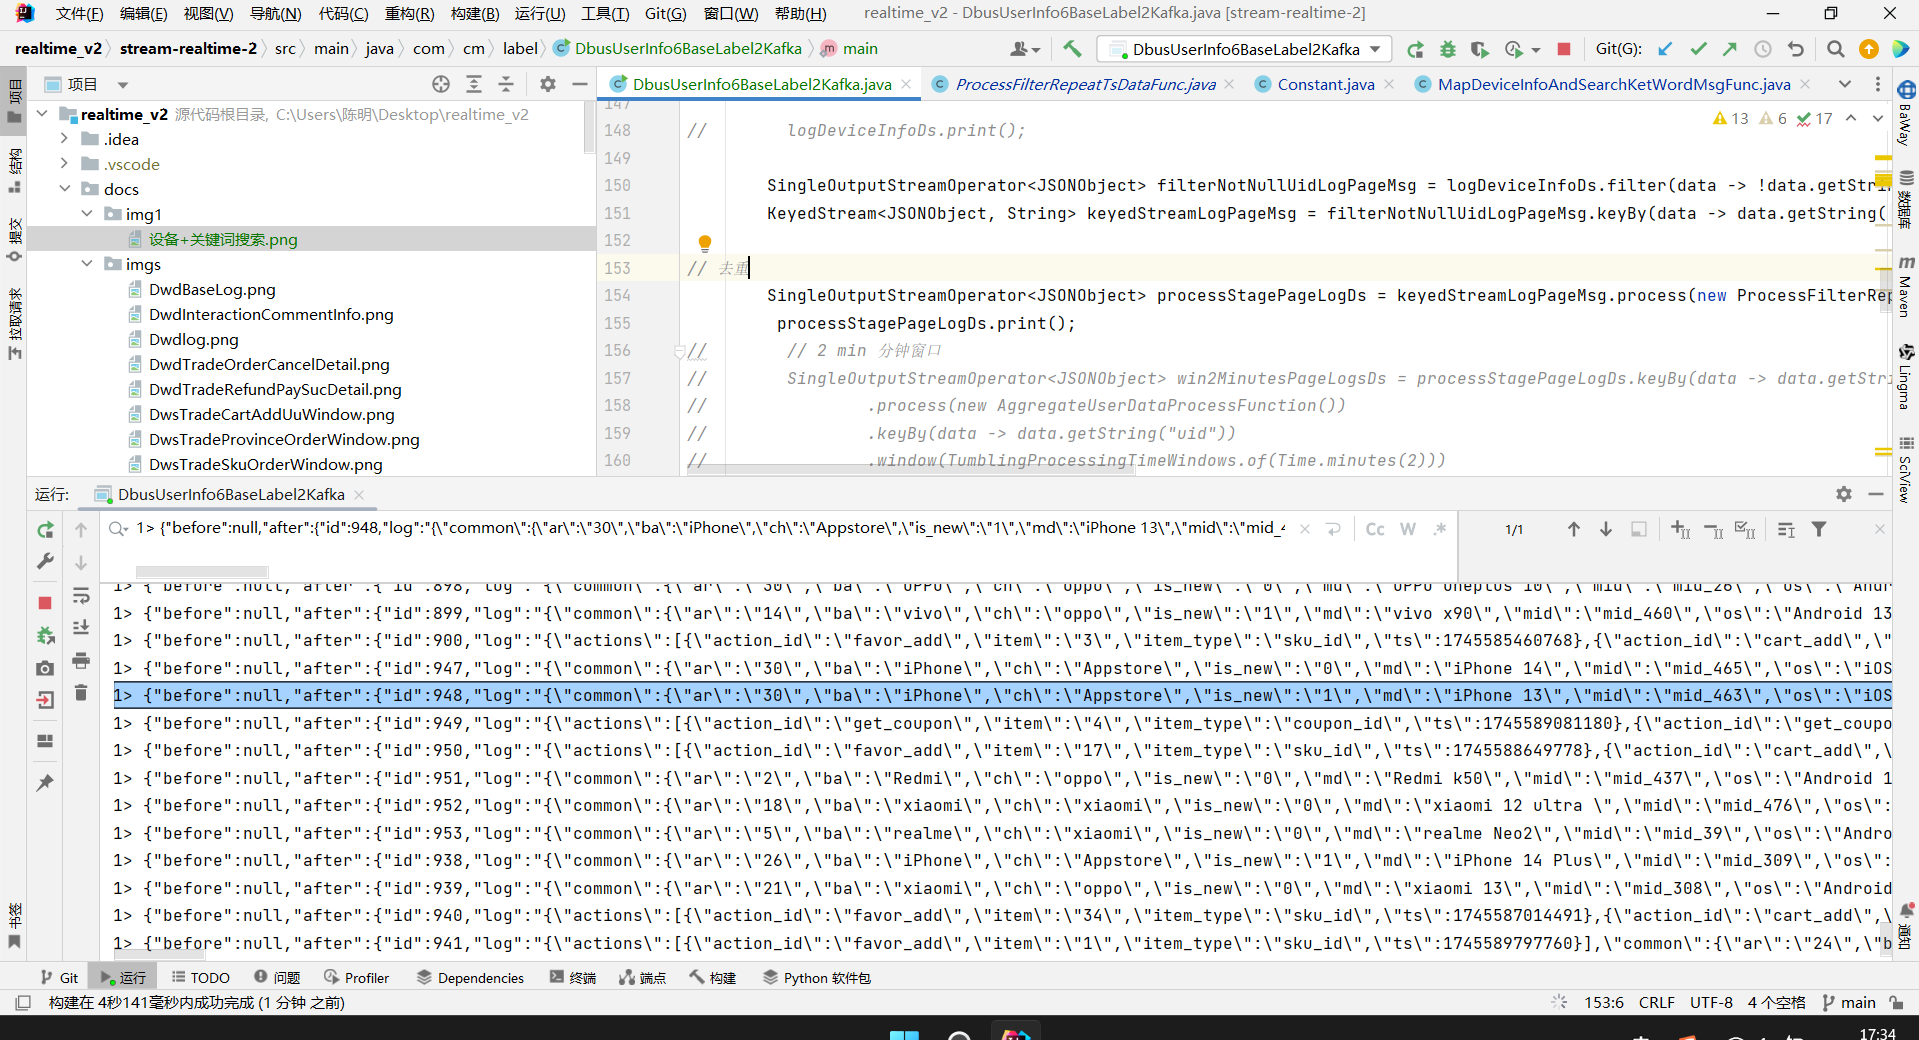 文件(F) 编辑(E) 视图(V) 导航(N) 代码(C) 重构(R) 构建(B) 运行(U) 工具(T) Git(G) 窗口(W) 帮助(H) realtime_v2 - DbusUserInfo6BaseLabel2Kafka.java [stream-realtime-2]
realtime_v2 stream-realtime-2 src main java com cm label DbusUserInfo6BaseLabel2Kafka main DbusUserInfo6BaseLabel2Kafka Git(G):
项目 DbusUserInfo6BaseLabel2Kafka.java ProcessFilterRepeatTsDataFunc.java Constant.java MapDeviceInfoAndSearchKetWordMsgFunc.java
项目
结构
提交
拉取请求
书签
realtime_v2 源代码根目录, C:\Users\陈明\Desktop\realtime_v2
.idea
.vscode
docs
img1
设备+关键词搜索.png
imgs
DwdBaseLog.png
DwdInteractionCommentInfo.png
Dwdlog.png
DwdTradeOrderCancelDetail.png
DwdTradeRefundPaySucDetail.png
DwsTradeCartAddUuWindow.png
DwsTradeProvinceOrderWindow.png
DwsTradeSkuOrderWindow.png
13 6 17
147
148 // logDeviceInfoDs.print();
149
150 SingleOutputStreamOperator<JSONObject> filterNotNullUidLogPageMsg = logDeviceInfoDs.filter(data -> !data.getStri
151 KeyedStream<JSONObject, String> keyedStreamLogPageMsg = filterNotNullUidLogPageMsg.keyBy(data -> data.getString(
152
153 // 去重
154 SingleOutputStreamOperator<JSONObject> processStagePageLogDs = keyedStreamLogPageMsg.process(new ProcessFilterRep
155 processStagePageLogDs.print();
156 // // 2 min 分钟窗口
157 // SingleOutputStreamOperator<JSONObject> win2MinutesPageLogsDs = processStagePageLogDs.keyBy(data -> data.getStri
158 // .process(new AggregateUserDataProcessFunction())
159 // .keyBy(data -> data.getString("uid"))
160 // .window(TumblingProcessingTimeWindows.of(Time.minutes(2)))
BaWay
数据库
Maven
Lingma
SciView
通知
运行: DbusUserInfo6BaseLabel2Kafka
1> {"before":null,"after":{"id":948,"log":"{\"common\":{\"ar\":\"30\",\"ba\":\"iPhone\",\"ch\":\"Appstore\",\"is_new\":\"1\",\"md\":\"iPhone 13\",\"mid\":\"mid_4 Cc W .* 1/1
1> {"before":null,"after":{"id":898,"log":"{\"common\":{\"ar\":\"30\",\"ba\":\"OPPO\",\"ch\":\"oppo\",\"is_new\":\"0\",\"md\":\"OPPO Oneplos 10\",\"mid\":\"mid_26\",\"os\":\"Andr
1> {"before":null,"after":{"id":899,"log":"{\"common\":{\"ar\":\"14\",\"ba\":\"vivo\",\"ch\":\"oppo\",\"is_new\":\"1\",\"md\":\"vivo x90\",\"mid\":\"mid_460\",\"os\":\"Android 13
1> {"before":null,"after":{"id":900,"log":"{\"actions\":[{\"action_id\":\"favor_add\",\"item\":\"3\",\"item_type\":\"sku_id\",\"ts\":1745585460768},{\"action_id\":\"cart_add\",\"
1> {"before":null,"after":{"id":947,"log":"{\"common\":{\"ar\":\"30\",\"ba\":\"iPhone\",\"ch\":\"Appstore\",\"is_new\":\"0\",\"md\":\"iPhone 14\",\"mid\":\"mid_465\",\"os\":\"iOS
1> {"before":null,"after":{"id":948,"log":"{\"common\":{\"ar\":\"30\",\"ba\":\"iPhone\",\"ch\":\"Appstore\",\"is_new\":\"1\",\"md\":\"iPhone 13\",\"mid\":\"mid_463\",\"os\":\"iOS
1> {"before":null,"after":{"id":949,"log":"{\"actions\":[{\"action_id\":\"get_coupon\",\"item\":\"4\",\"item_type\":\"coupon_id\",\"ts\":1745589081180},{\"action_id\":\"get_coupo
1> {"before":null,"after":{"id":950,"log":"{\"actions\":[{\"action_id\":\"favor_add\",\"item\":\"17\",\"item_type\":\"sku_id\",\"ts\":1745588649778},{\"action_id\":\"cart_add\",\
1> {"before":null,"after":{"id":951,"log":"{\"common\":{\"ar\":\"2\",\"ba\":\"Redmi\",\"ch\":\"oppo\",\"is_new\":\"0\",\"md\":\"Redmi k50\",\"mid\":\"mid_437\",\"os\":\"Android 1
1> {"before":null,"after":{"id":952,"log":"{\"common\":{\"ar\":\"18\",\"ba\":\"xiaomi\",\"ch\":\"xiaomi\",\"is_new\":\"0\",\"md\":\"xiaomi 12 ultra \",\"mid\":\"mid_476\",\"os\":
1> {"before":null,"after":{"id":953,"log":"{\"common\":{\"ar\":\"5\",\"ba\":\"realme\",\"ch\":\"xiaomi\",\"is_new\":\"0\",\"md\":\"realme Neo2\",\"mid\":\"mid_39\",\"os\":\"Andro
1> {"before":null,"after":{"id":938,"log":"{\"common\":{\"ar\":\"26\",\"ba\":\"iPhone\",\"ch\":\"Appstore\",\"is_new\":\"1\",\"md\":\"iPhone 14 Plus\",\"mid\":\"mid_309\",\"os\":
1> {"before":null,"after":{"id":939,"log":"{\"common\":{\"ar\":\"21\",\"ba\":\"xiaomi\",\"ch\":\"oppo\",\"is_new\":\"0\",\"md\":\"xiaomi 13\",\"mid\":\"mid_308\",\"os\":\"Android
1> {"before":null,"after":{"id":940,"log":"{\"actions\":[{\"action_id\":\"favor_add\",\"item\":\"34\",\"item_type\":\"sku_id\",\"ts\":1745587014491},{\"action_id\":\"cart_add\",\
1> {"before":null,"after":{"id":941,"log":"{\"actions\":[{\"action_id\":\"favor_add\",\"item\":\"1\",\"item_type\":\"sku_id\",\"ts\":1745589797760}],\"common\":{\"ar\":\"24\",\"b
Git 运行 TODO 问题 Profiler Dependencies 终端 端点 构建 Python 软件包
构建在 4秒141毫秒内成功完成 (1 分钟 之前) 153:6 CRLF UTF-8 4 个空格 main
17:34